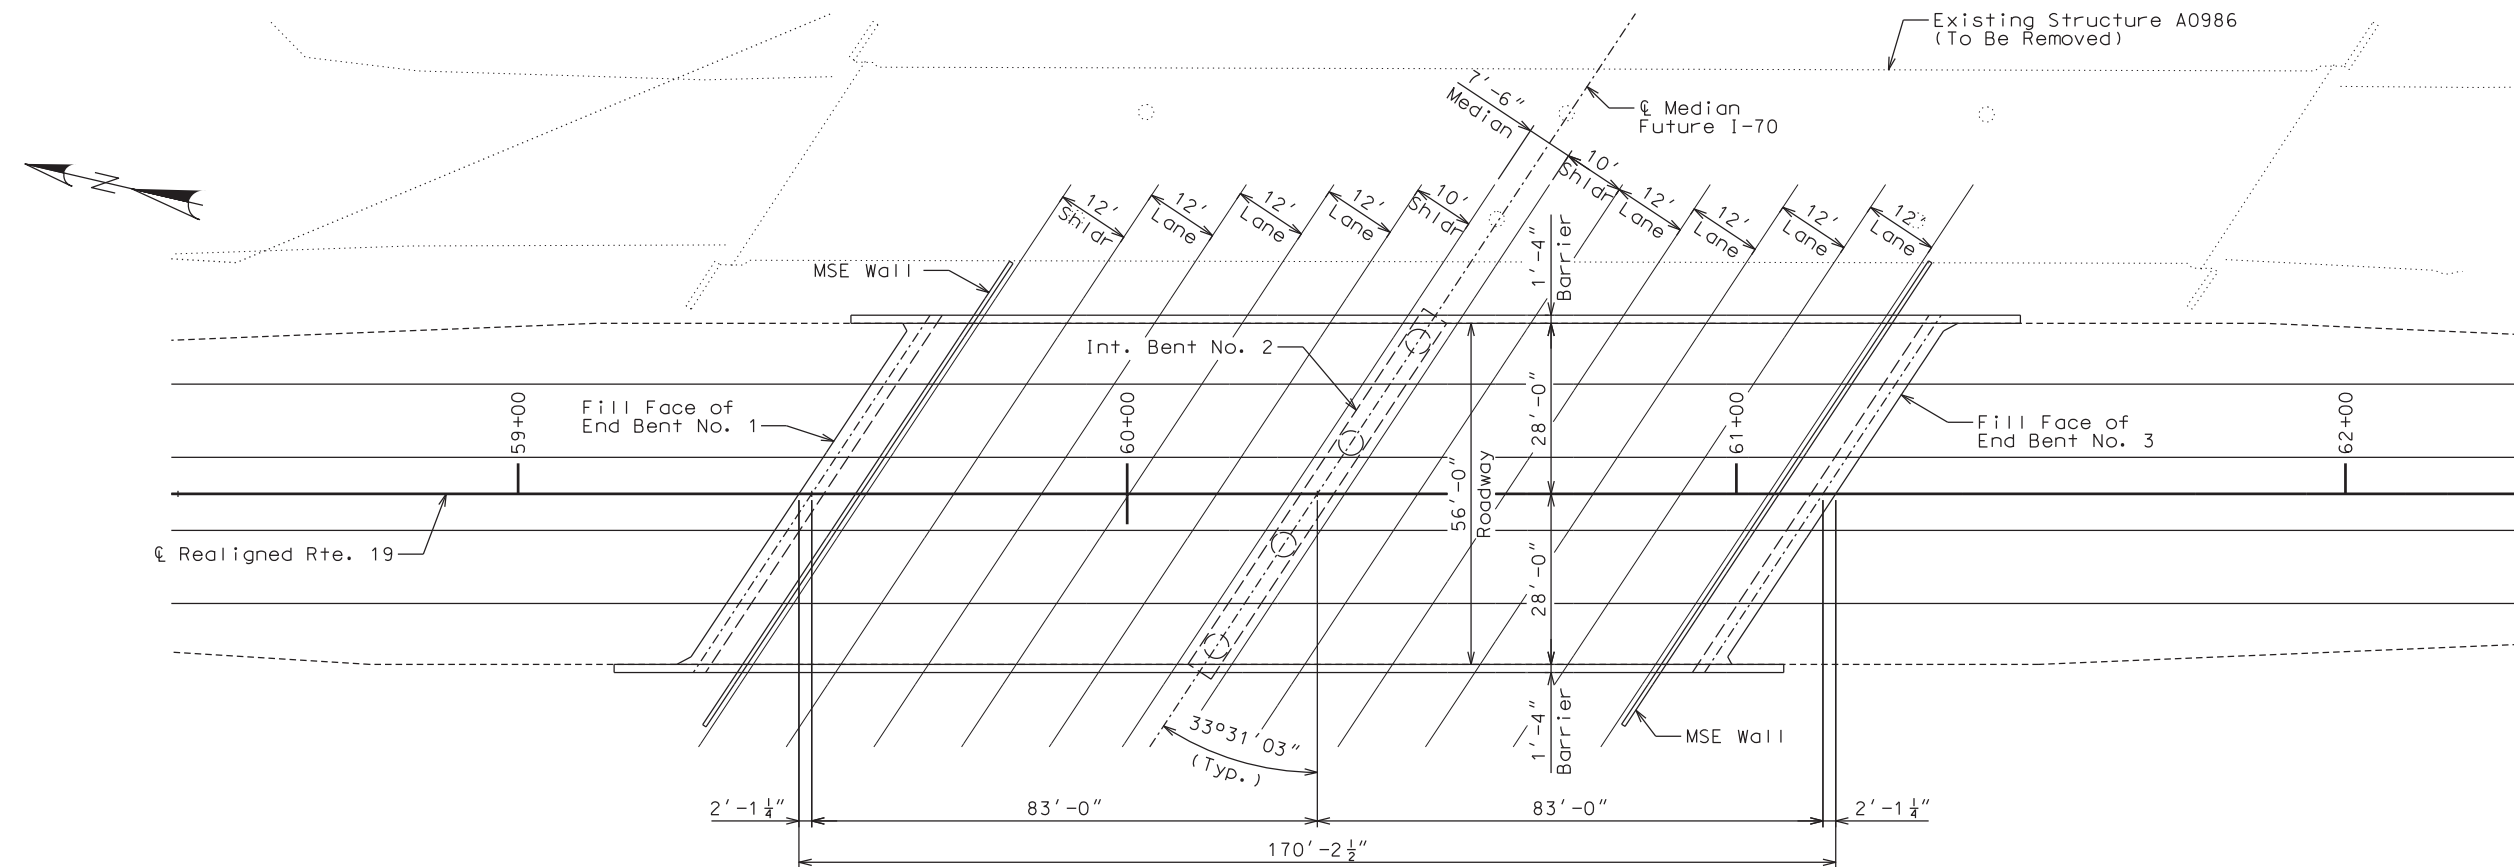 Existing Structure A0986
(To Be Removed)
7'-6"
Median
℄ Median
Future I-70
N
12'
Shldr
12'
Lane
12'
Lane
12'
Lane
10'
Shldr
10'
Shldr
12'
Lane
12'
Lane
12'
Lane
12'
Lane
1'-4"
Barrier
MSE Wall
Int. Bent No. 2
Fill Face of
End Bent No. 1
59+00
60+00
61+00
62+00
28'-0"
56'-0"
Roadway
28'-0"
Fill Face of
End Bent No. 3
℄ Realigned Rte. 19
1'-4"
Barrier
MSE Wall
33°31'03"
(Typ.)
2'-1¼"
83'-0"
83'-0"
2'-1¼"
170'-2½"